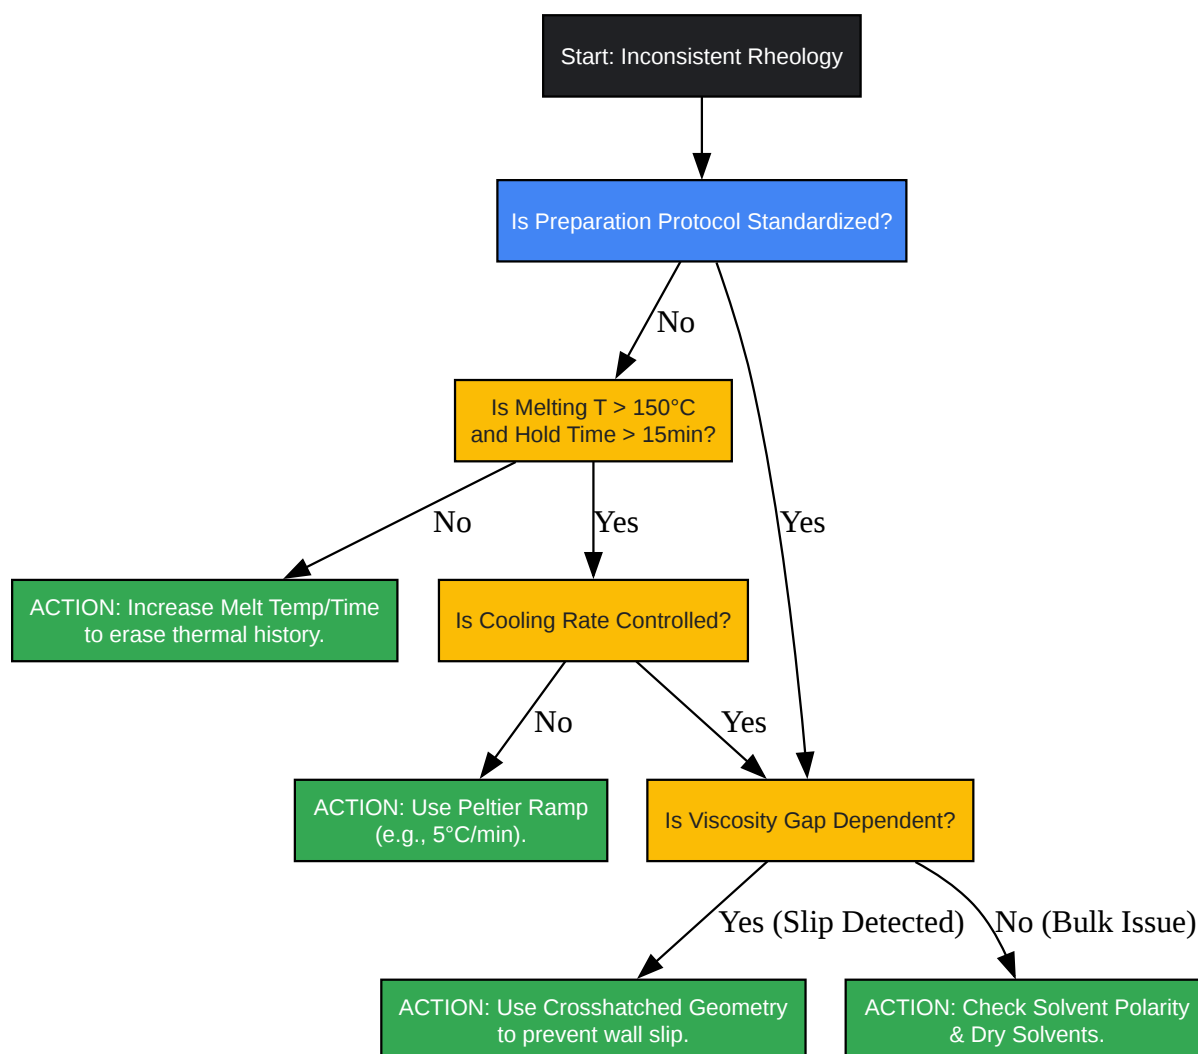 Start: Inconsistent Rheology
Is Preparation Protocol Standardized?
No
Is Melting T > 150°C
and Hold Time > 15min?
Yes
No
Yes
ACTION: Increase Melt Temp/Time
to erase thermal history.
Is Cooling Rate Controlled?
No
Yes
ACTION: Use Peltier Ramp
(e.g., 5°C/min).
Is Viscosity Gap Dependent?
Yes (Slip Detected)
No (Bulk Issue)
ACTION: Use Crosshatched Geometry
to prevent wall slip.
ACTION: Check Solvent Polarity
& Dry Solvents.